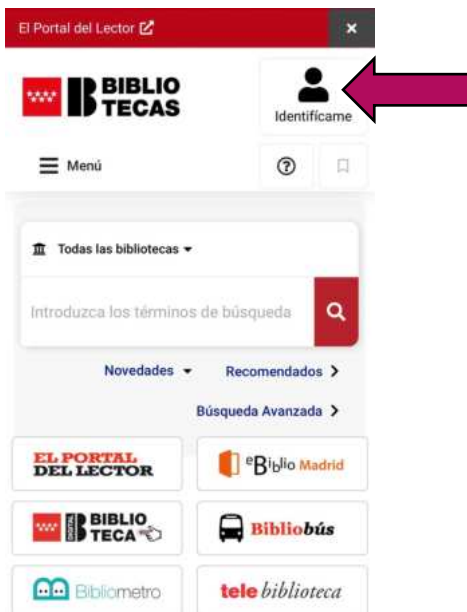 El Portal del Lector
BIBLIO
TECAS
Identifícame
Menú
Todas las bibliotecas
Introduzca los términos de búsqueda
Novedades
Recomendados
Búsqueda Avanzada
EL PORTAL
DEL LECTOR
eBiblio Madrid
DIGITAL BIBLIO
TECA
Bibliobús
Bibliometro
tele biblioteca